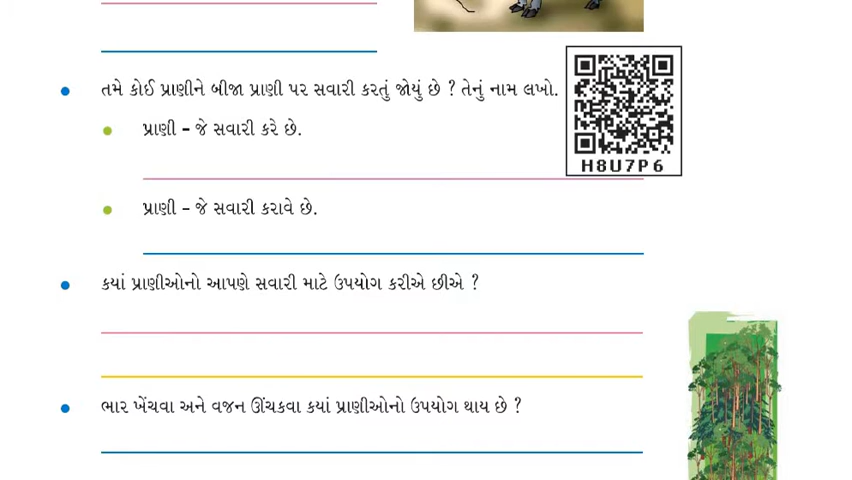 તમે કોઈ પ્રાણીને બીજા પ્રાણી પર સવારી કરતું જોયું છે ? તેનું નામ લખો.
પ્રાણી – જે સવારી કરે છે.
H8U7P6
પ્રાણી – જે સવારી કરાવે છે.
કયાં પ્રાણીઓનો આપણે સવારી માટે ઉપયોગ કરીએ છીએ ?
ભાર ખેંચવા અને વજન ઊંચકવા કયાં પ્રાણીઓનો ઉપયોગ થાય છે ?